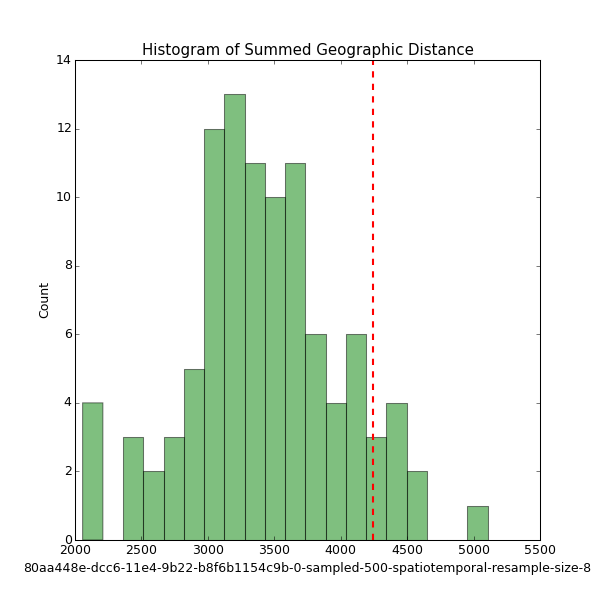 Histogram of Summed Geographic Distance
14
12
10
8
6
4
2
0
Count
2000 2500 3000 3500 4000 4500 5000 5500
80aa448e-dcc6-11e4-9b22-b8f6b1154c9b-0-sampled-500-spatiotemporal-resample-size-8